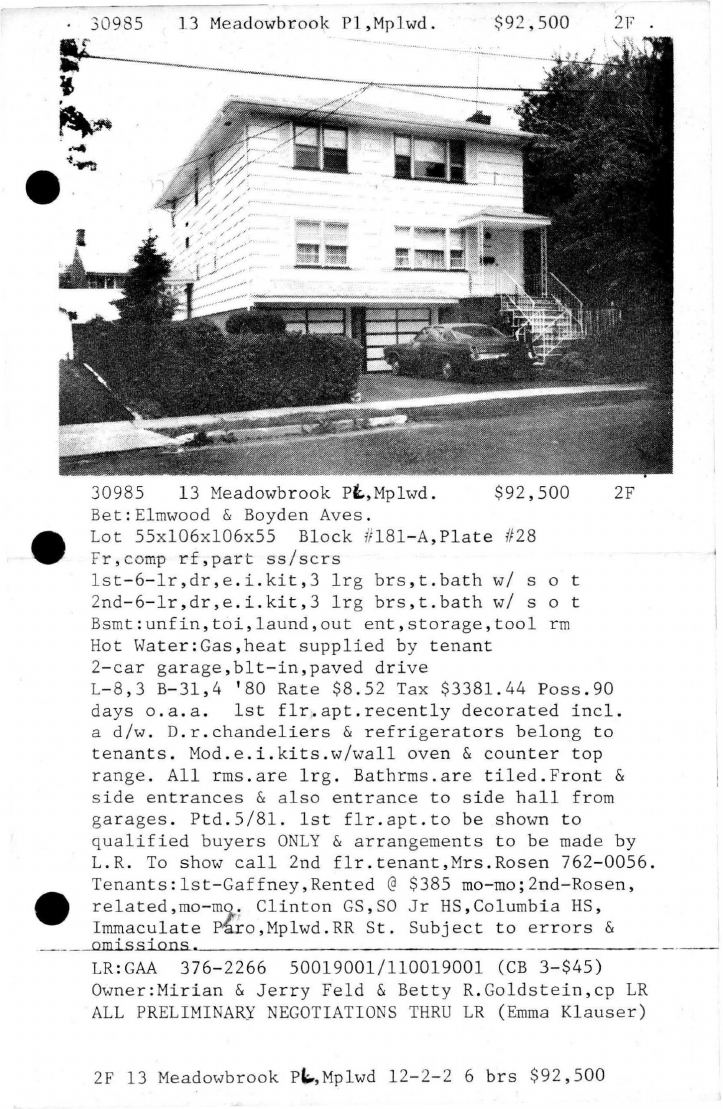 30985 13 Meadowbrook Pl,Mplwd. $92,500 2F .
30985 13 Meadowbrook PL,Mplwd. $92,500 2F
Bet:Elmwood & Boyden Aves.
Lot 55x106x106x55 Block #181-A,Plate #28
Fr,comp rf,part ss/scrs
1st-6-lr,dr,e.i.kit,3 lrg brs,t.bath w/ s o t
2nd-6-lr,dr,e.i.kit,3 lrg brs,t.bath w/ s o t
Bsmt:unfin,toi,laund,out ent,storage,tool rm
Hot Water:Gas,heat supplied by tenant
2-car garage,blt-in,paved drive
L-8,3 B-31,4 '80 Rate $8.52 Tax $3381.44 Poss.90
days o.a.a. 1st flr.apt.recently decorated incl.
a d/w. D.r.chandeliers & refrigerators belong to
tenants. Mod.e.i.kits.w/wall oven & counter top
range. All rms.are lrg. Bathrms.are tiled.Front &
side entrances & also entrance to side hall from
garages. Ptd.5/81. 1st flr.apt.to be shown to
qualified buyers ONLY & arrangements to be made by
L.R. To show call 2nd flr.tenant,Mrs.Rosen 762-0056.
Tenants:1st-Gaffney,Rented @ $385 mo-mo;2nd-Rosen,
related,mo-mo. Clinton GS,SO Jr HS,Columbia HS,
Immaculate Paro,Mplwd.RR St. Subject to errors &
omissions.
LR:GAA 376-2266 50019001/110019001 (CB 3-$45)
Owner:Mirian & Jerry Feld & Betty R.Goldstein,cp LR
ALL PRELIMINARY NEGOTIATIONS THRU LR (Emma Klauser)
2F 13 Meadowbrook PL,Mplwd 12-2-2 6 brs $92,500